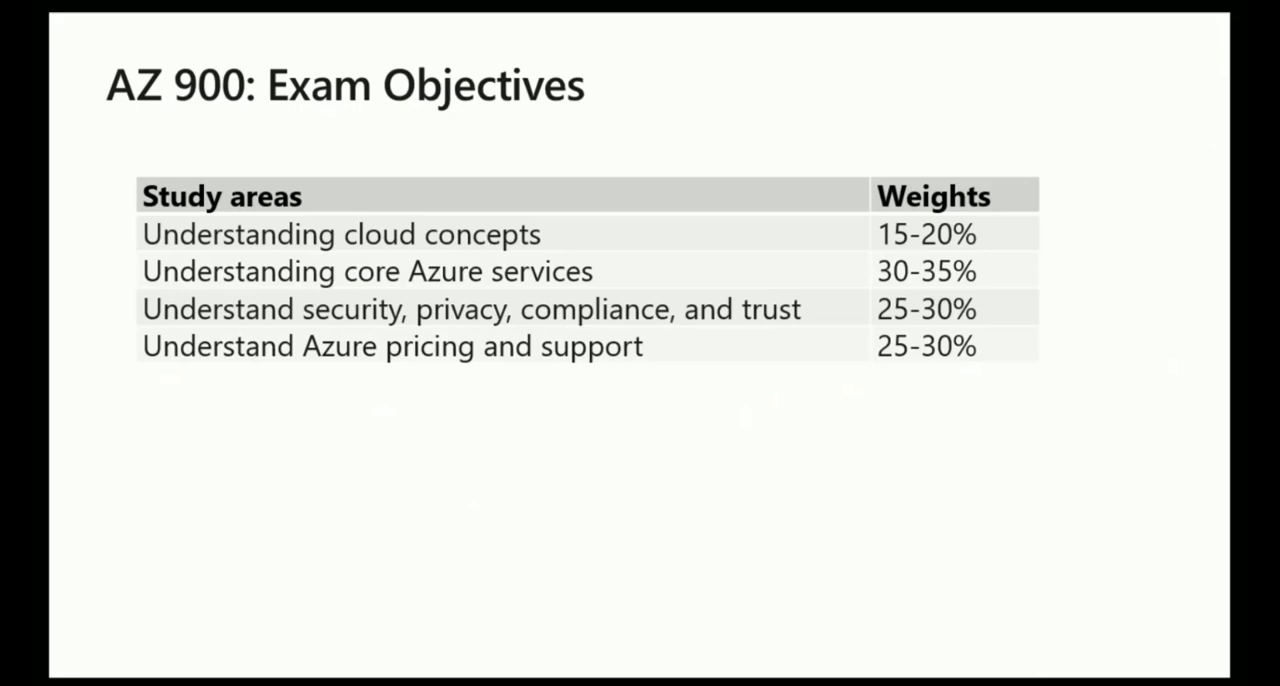 AZ 900: Exam Objectives
Study areas Weights
Understanding cloud concepts 15-20%
Understanding core Azure services 30-35%
Understand security, privacy, compliance, and trust 25-30%
Understand Azure pricing and support 25-30%